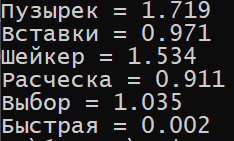 Пузырек = 1.719
Вставки = 0.971
Шейкер = 1.534
Расческа = 0.911
Выбор = 1.035
Быстрая = 0.002